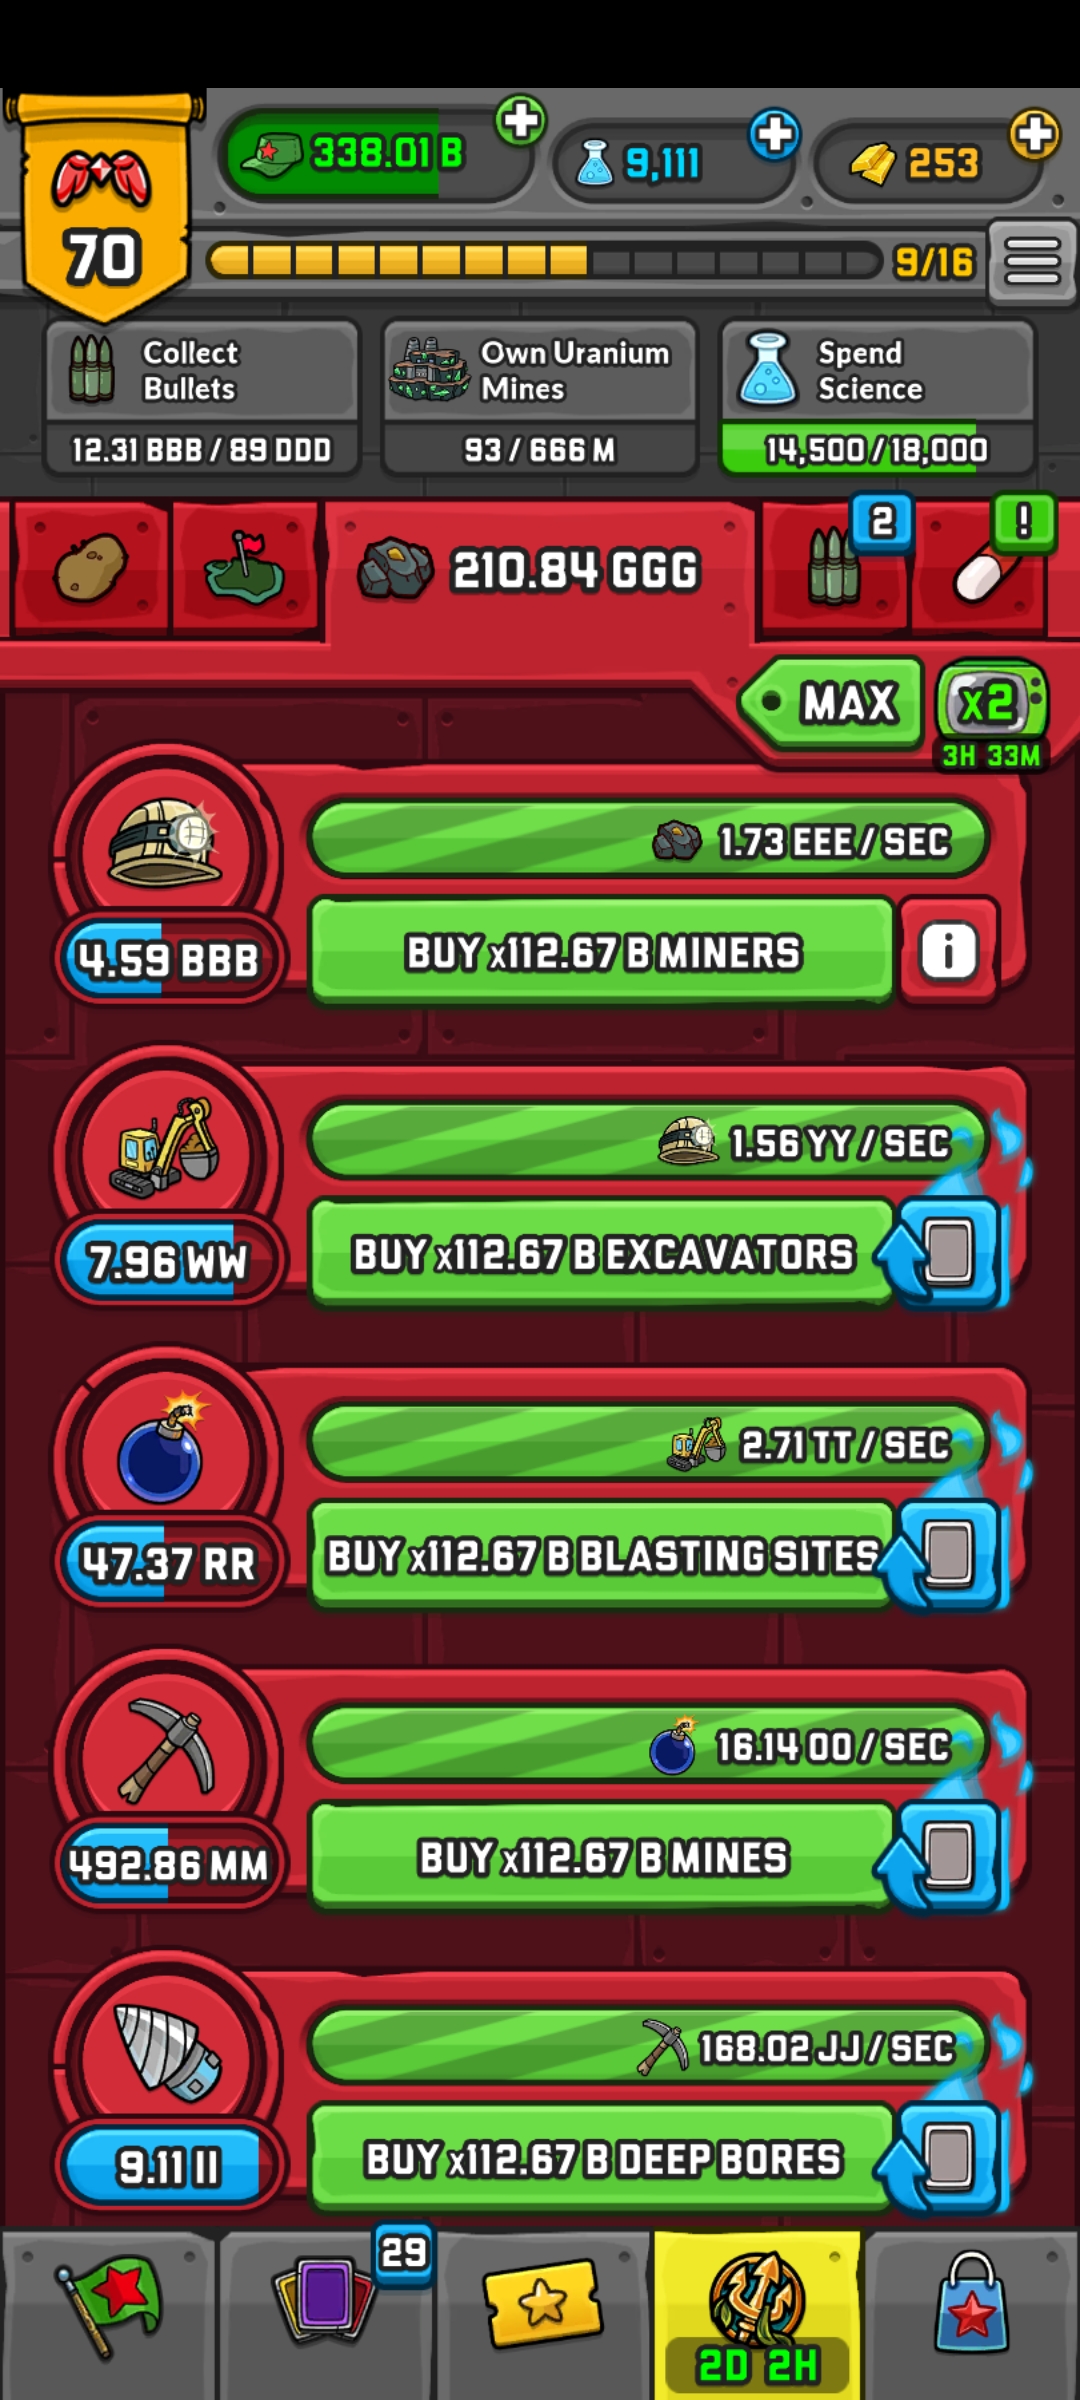 338.01 B
9,111
253
70
9/16
Collect
Bullets
12.31 BBB / 89 DDD
Own Uranium
Mines
93 / 666 M
Spend
Science
14,500 / 18,000
210.84 GGG
2
!
MAX
x2
3H 33M
1.73 EEE / SEC
4.59 BBB
BUY x112.67 B MINERS
i
1.56 YY / SEC
7.96 WW
BUY x112.67 B EXCAVATORS
2.71 TT / SEC
47.37 RR
BUY x112.67 B BLASTING SITES
16.14 OO / SEC
492.86 MM
BUY x112.67 B MINES
168.02 JJ / SEC
9.11 II
BUY x112.67 B DEEP BORES
29
2D 2H